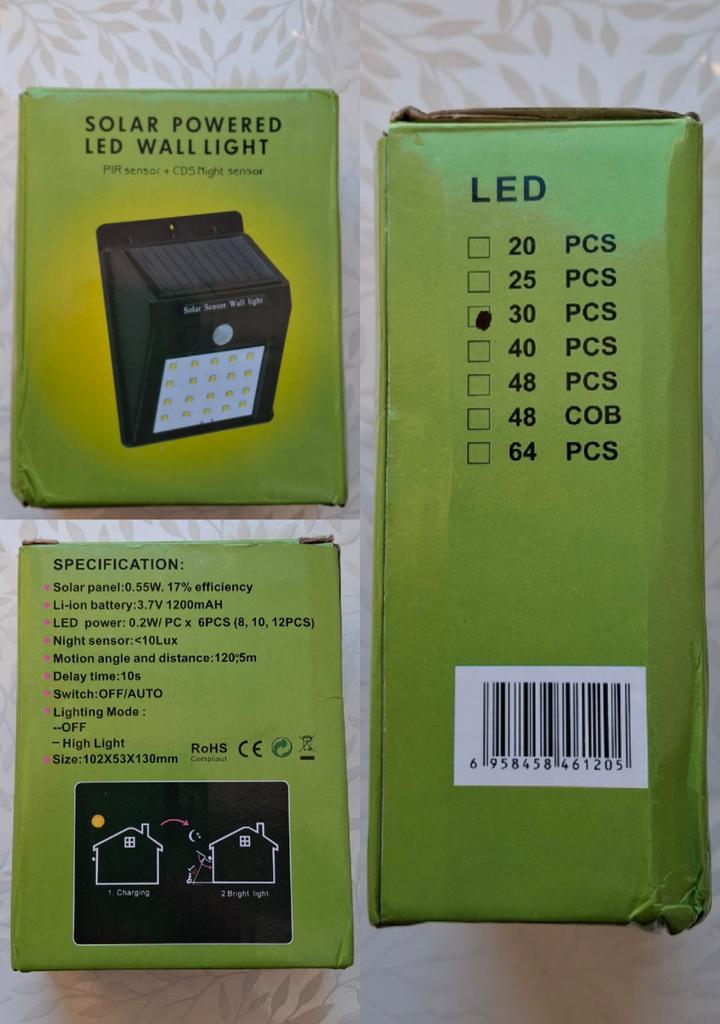 SOLAR POWERED
LED WALL LIGHT
PIR sensor + CDS Night sensor
Solar Sensor Wall light
SPECIFICATION:
Solar panel:0.55W. 17% efficiency
Li-ion battery:3.7V 1200mAH
LED power: 0.2W/ PC x 6PCS (8, 10, 12PCS)
Night sensor:<10Lux
Motion angle and distance:120°,5m
Delay time:10s
Switch:OFF/AUTO
Lighting Mode :
--OFF
– High Light
Size:102X53X130mm
RoHS
Compliaut
CE
1. Charging
2 Bright light
LED
20 PCS
25 PCS
30 PCS
40 PCS
48 PCS
48 COB
64 PCS
6 958458 461205